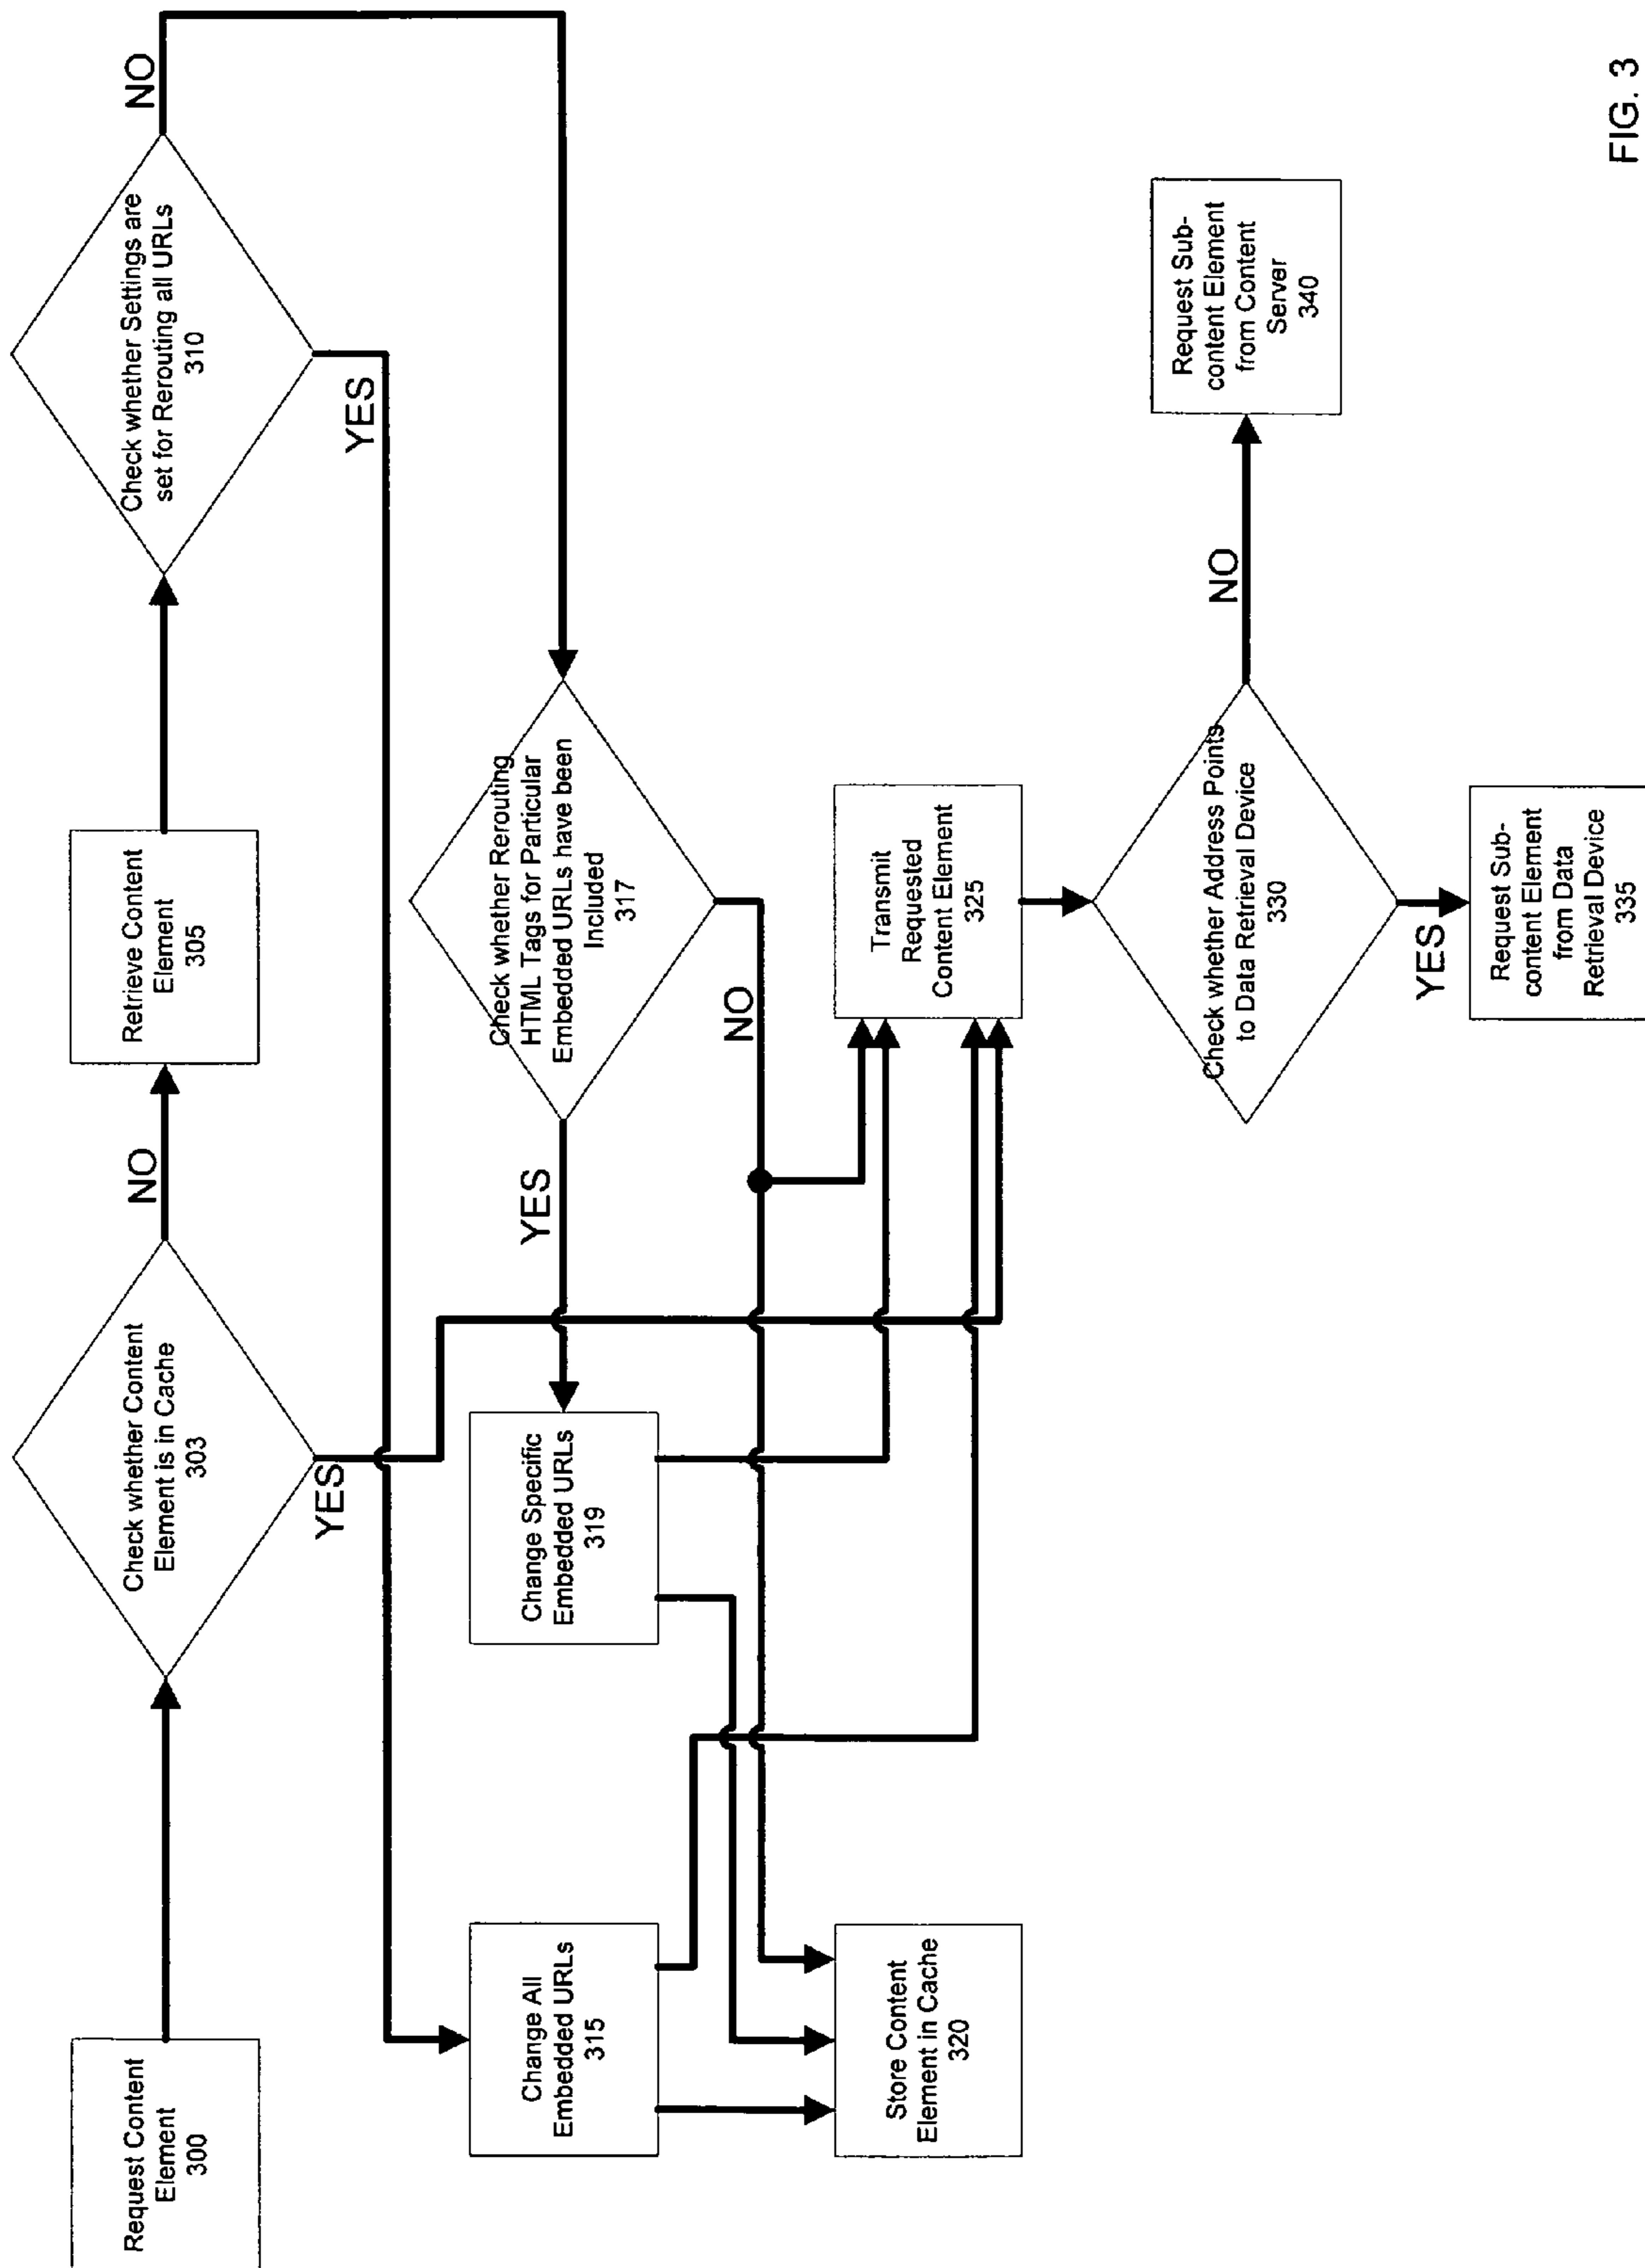 Request Content
Element
300
Check whether Content
Element is in Cache
303
YES
NO
Retrieve Content
Element
305
Check whether Settings are
set for Rerouting all URLs
310
YES
NO
Change All
Embedded URLs
315
Change Specific
Embedded URLs
319
YES
Check whether Rerouting
HTML Tags for Particular
Embedded URLs have been
Included
317
NO
Store Content
Element in Cache
320
Transmit
Requested
Content Element
325
Check whether Address Points
to Data Retrieval Device
330
NO
Request Sub-
content Element
from Content
Server
340
YES
Request Sub-
content Element
from Data
Retrieval Device
335
FIG. 3